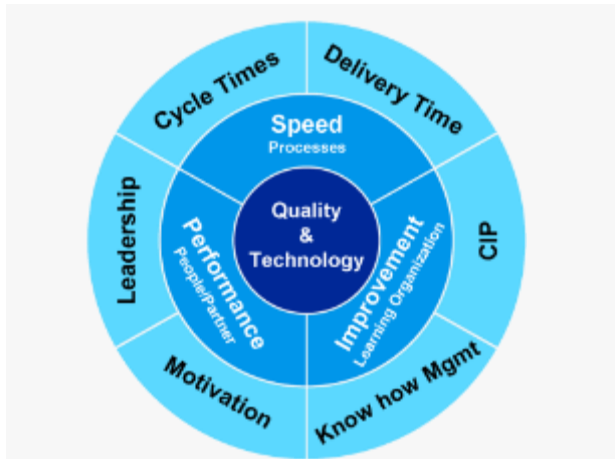 Cycle Times
Delivery Time
Speed
Processes
Leadership
Quality
&
Technology
CIP
Performance
People/Partner
Improvement
Learning Organization
Motivation
Know how Mgmt